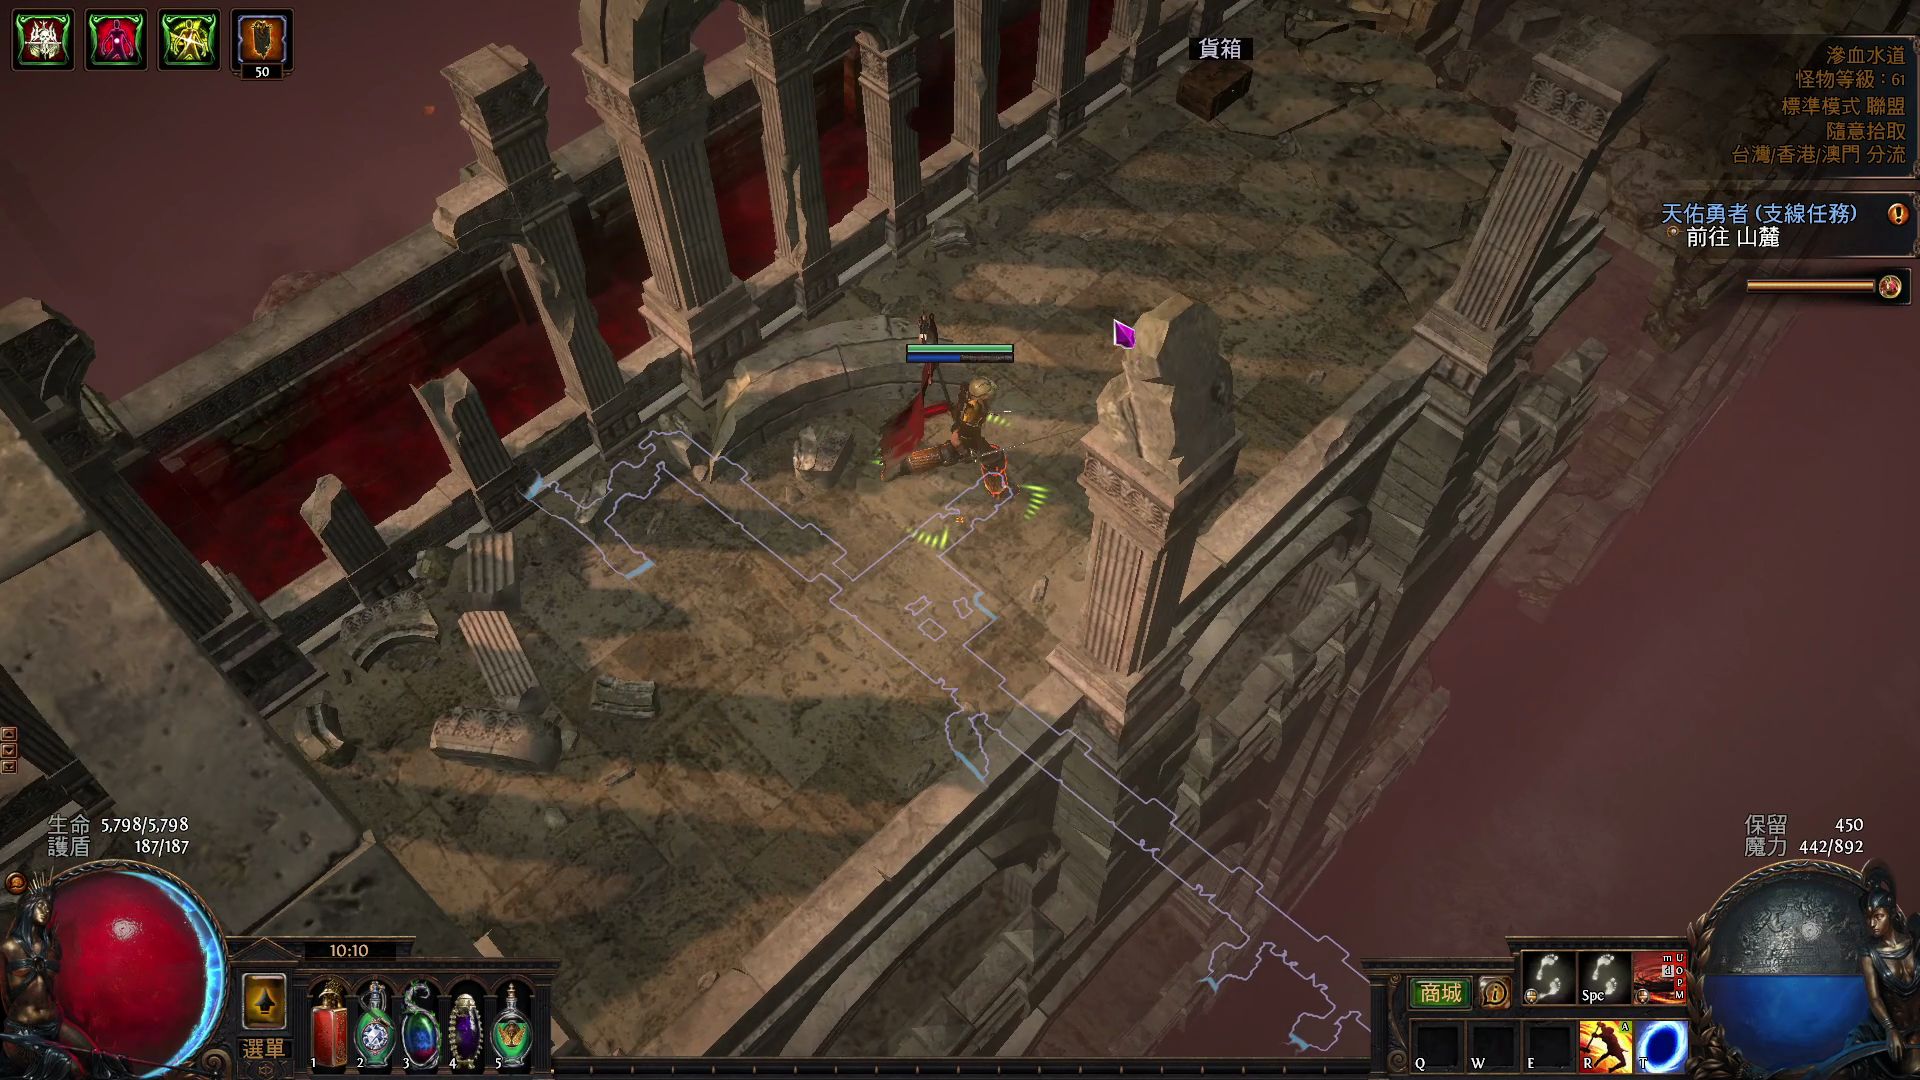 50
貨箱
滲血水道
怪物等級：61
標準模式 聯盟
隨意拾取
台灣/香港/澳門 分流
天佑勇者 (支線任務)
前往 山麓
生命 5,798/5,798
護盾 187/187
保留 450
魔力 442/892
10:10
選單
1 2 3 4 5
商城
Spc
m U
d O
P
M
Q W E R A T